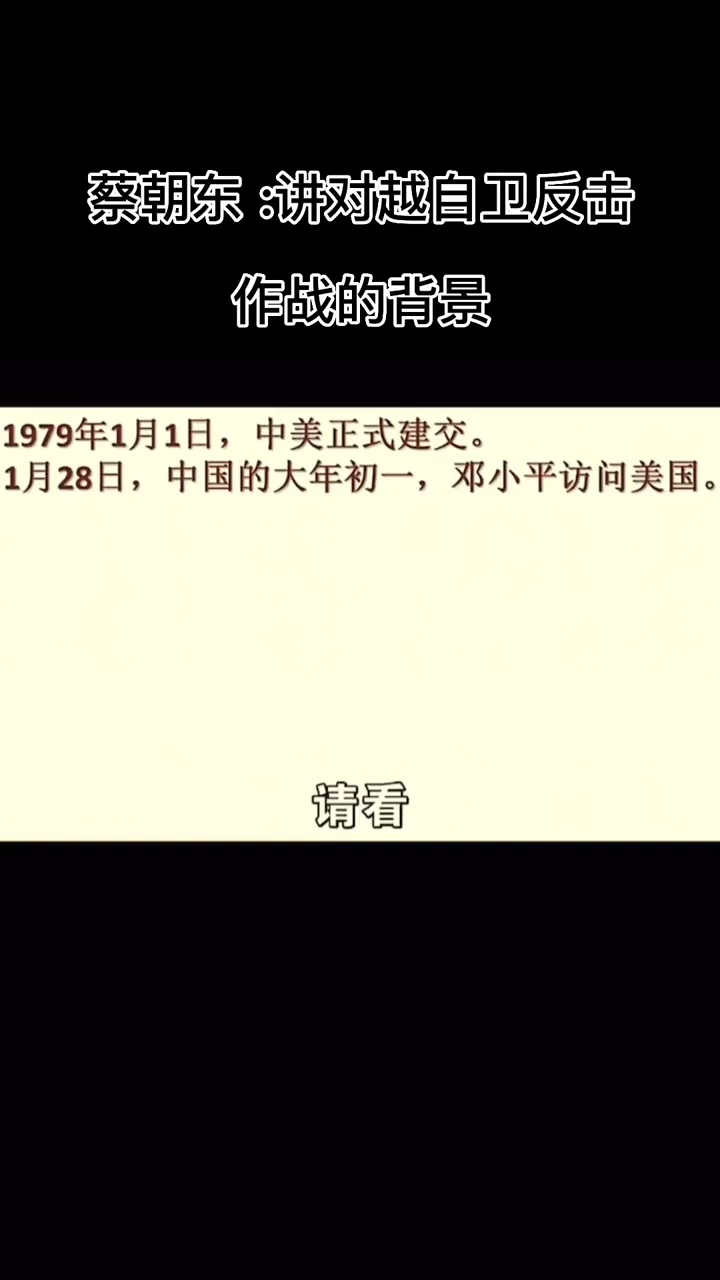 蔡朝东 :讲对越自卫反击
作战的背景
1979年1月1日，中美正式建交。
1月28日，中国的大年初一，邓小平访问美国。
请看